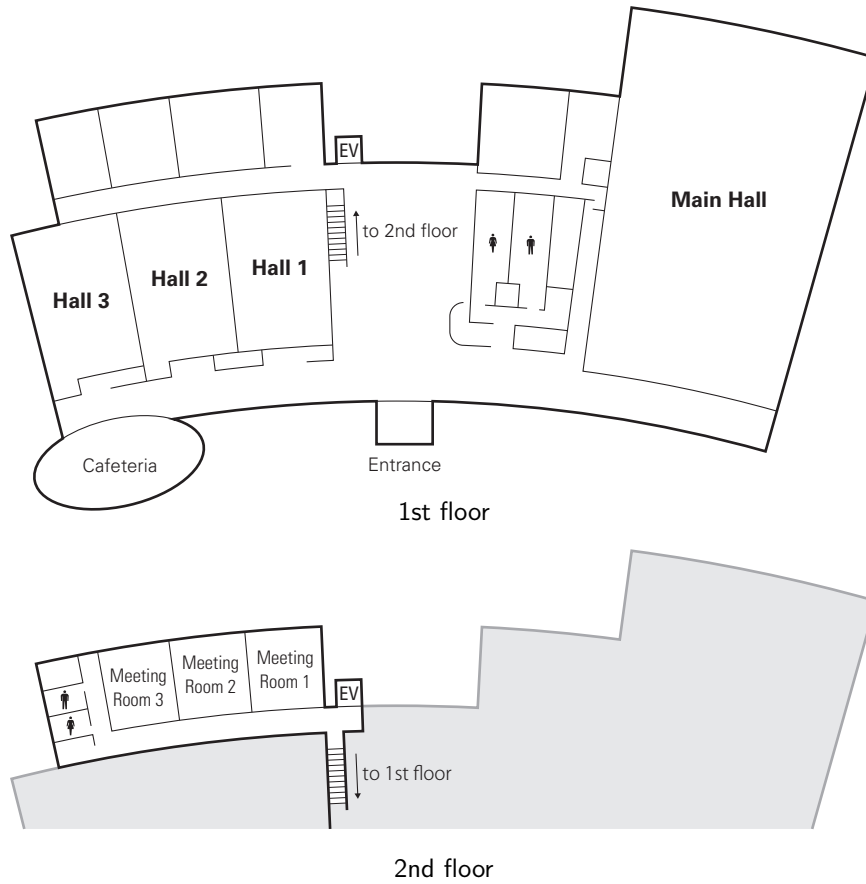 EV
Main Hall
to 2nd floor
Hall 1
Hall 2
Hall 3
Cafeteria
Entrance
1st floor
Meeting
Room 1
Meeting
Room 2
Meeting
Room 3
EV
to 1st floor
2nd floor